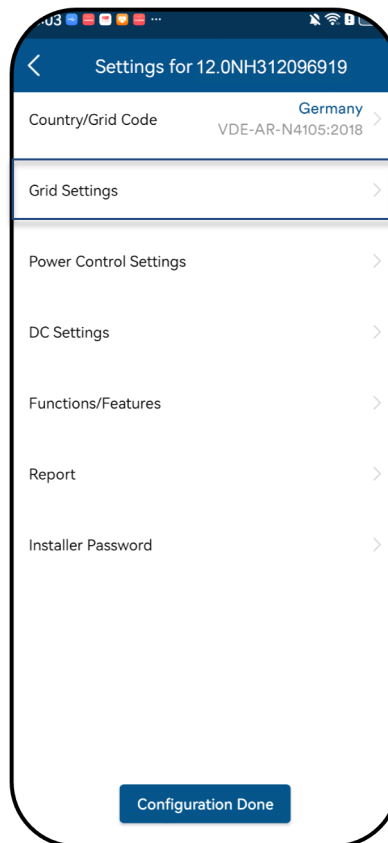 :03
Settings for 12.0NH312096919
Country/Grid Code
Germany
VDE-AR-N4105:2018
Grid Settings
Power Control Settings
DC Settings
Functions/Features
Report
Installer Password
Configuration Done